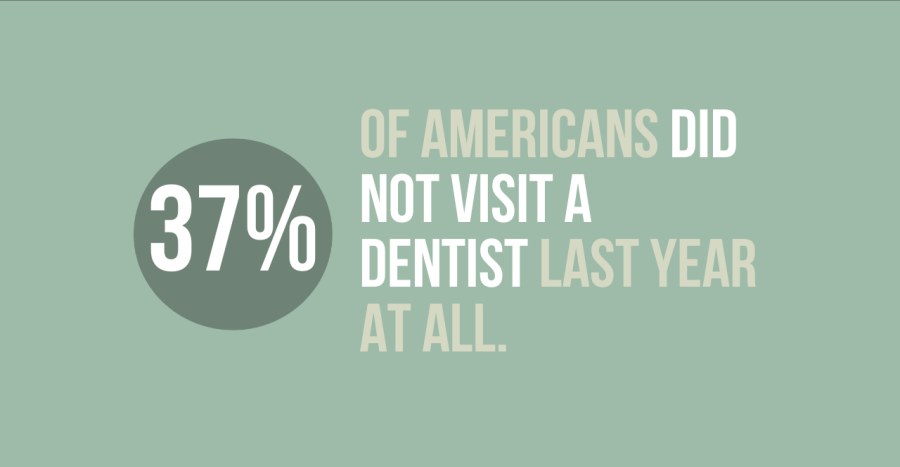 37%
OF AMERICANS DID
NOT VISIT A
DENTIST LAST YEAR
AT ALL.